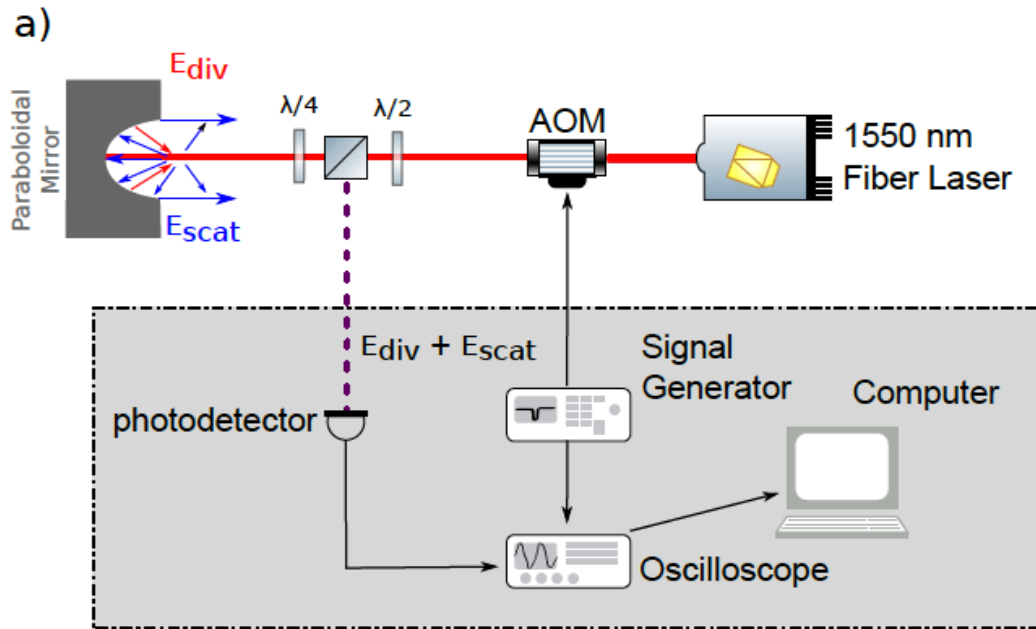 a)
Ediv
λ/4
λ/2
AOM
1550 nm
Fiber Laser
Paraboloidal
Mirror
Escat
Ediv + Escat
Signal
Generator
Computer
photodetector
Oscilloscope